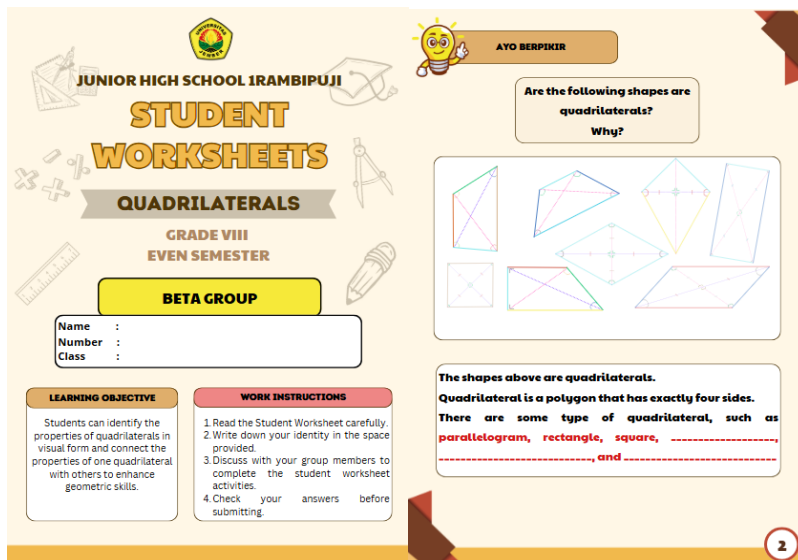 UNIVERSITAS
JEMBER
JUNIOR HIGH SCHOOL 1RAMBIPUJI
STUDENT
WORKSHEETS
QUADRILATERALS
GRADE VIII
EVEN SEMESTER
BETA GROUP
Name :
Number :
Class :
LEARNING OBJECTIVE
Students can identify the
properties of quadrilaterals in
visual form and connect the
properties of one quadrilateral
with others to enhance
geometric skills.
WORK INSTRUCTIONS
1. Read the Student Worksheet carefully.
2. Write down your identity in the space
provided.
3. Discuss with your group members to
complete the student worksheet
activities.
4. Check your answers before
submitting.
AYO BERPIKIR
Are the following shapes are
quadrilaterals?
Why?
The shapes above are quadrilaterals.
Quadrilateral is a polygon that has exactly four sides.
There are some type of quadrilateral, such as
parallelogram, rectangle, square, ___________________,
____________________________, and ____________________________
2